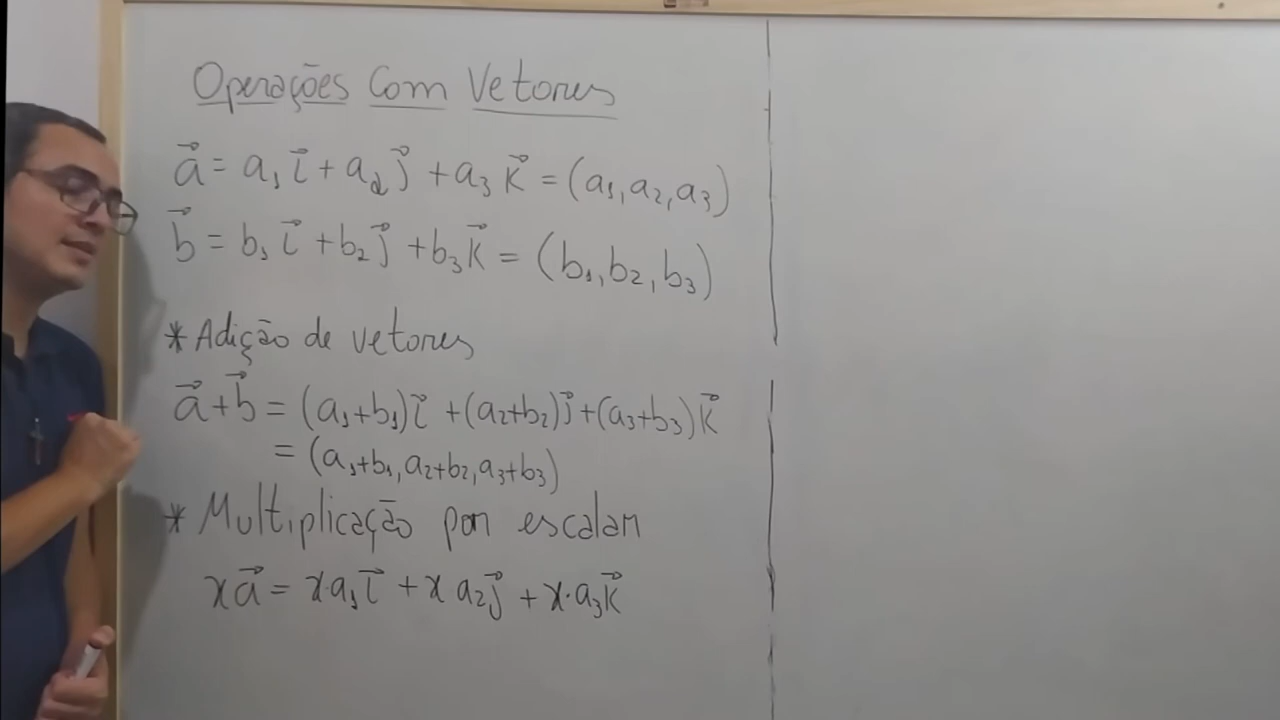 Operações Com Vetores
a⃗ = a₁ i⃗ + a₂ j⃗ + a₃ k⃗ = (a₁, a₂, a₃)
b⃗ = b₁ i⃗ + b₂ j⃗ + b₃ k⃗ = (b₁, b₂, b₃)
* Adição de vetores
a⃗ + b⃗ = (a₁+b₁) i⃗ + (a₂+b₂) j⃗ + (a₃+b₃) k⃗
= (a₁+b₁, a₂+b₂, a₃+b₃)
* Multiplicação por escalar
x a⃗ = x·a₁ i⃗ + x a₂ j⃗ + x·a₃ k⃗